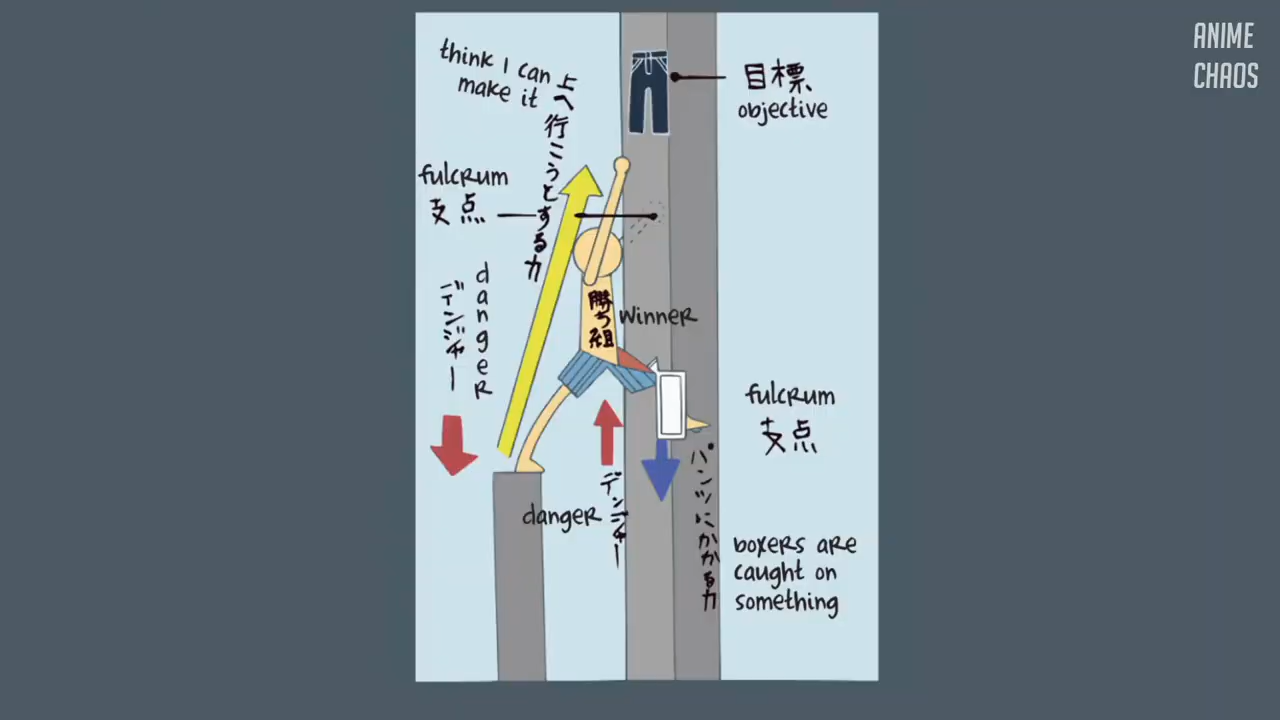 ANIME
CHAOS
think I can
make it
上へ行こうとする力
目標
objective
fulcrum
支点
danger
デンジャー
勝ち組
winner
fulcrum
支点
danger
デンジャー
パンツにかかる力
boxers are
caught on
something